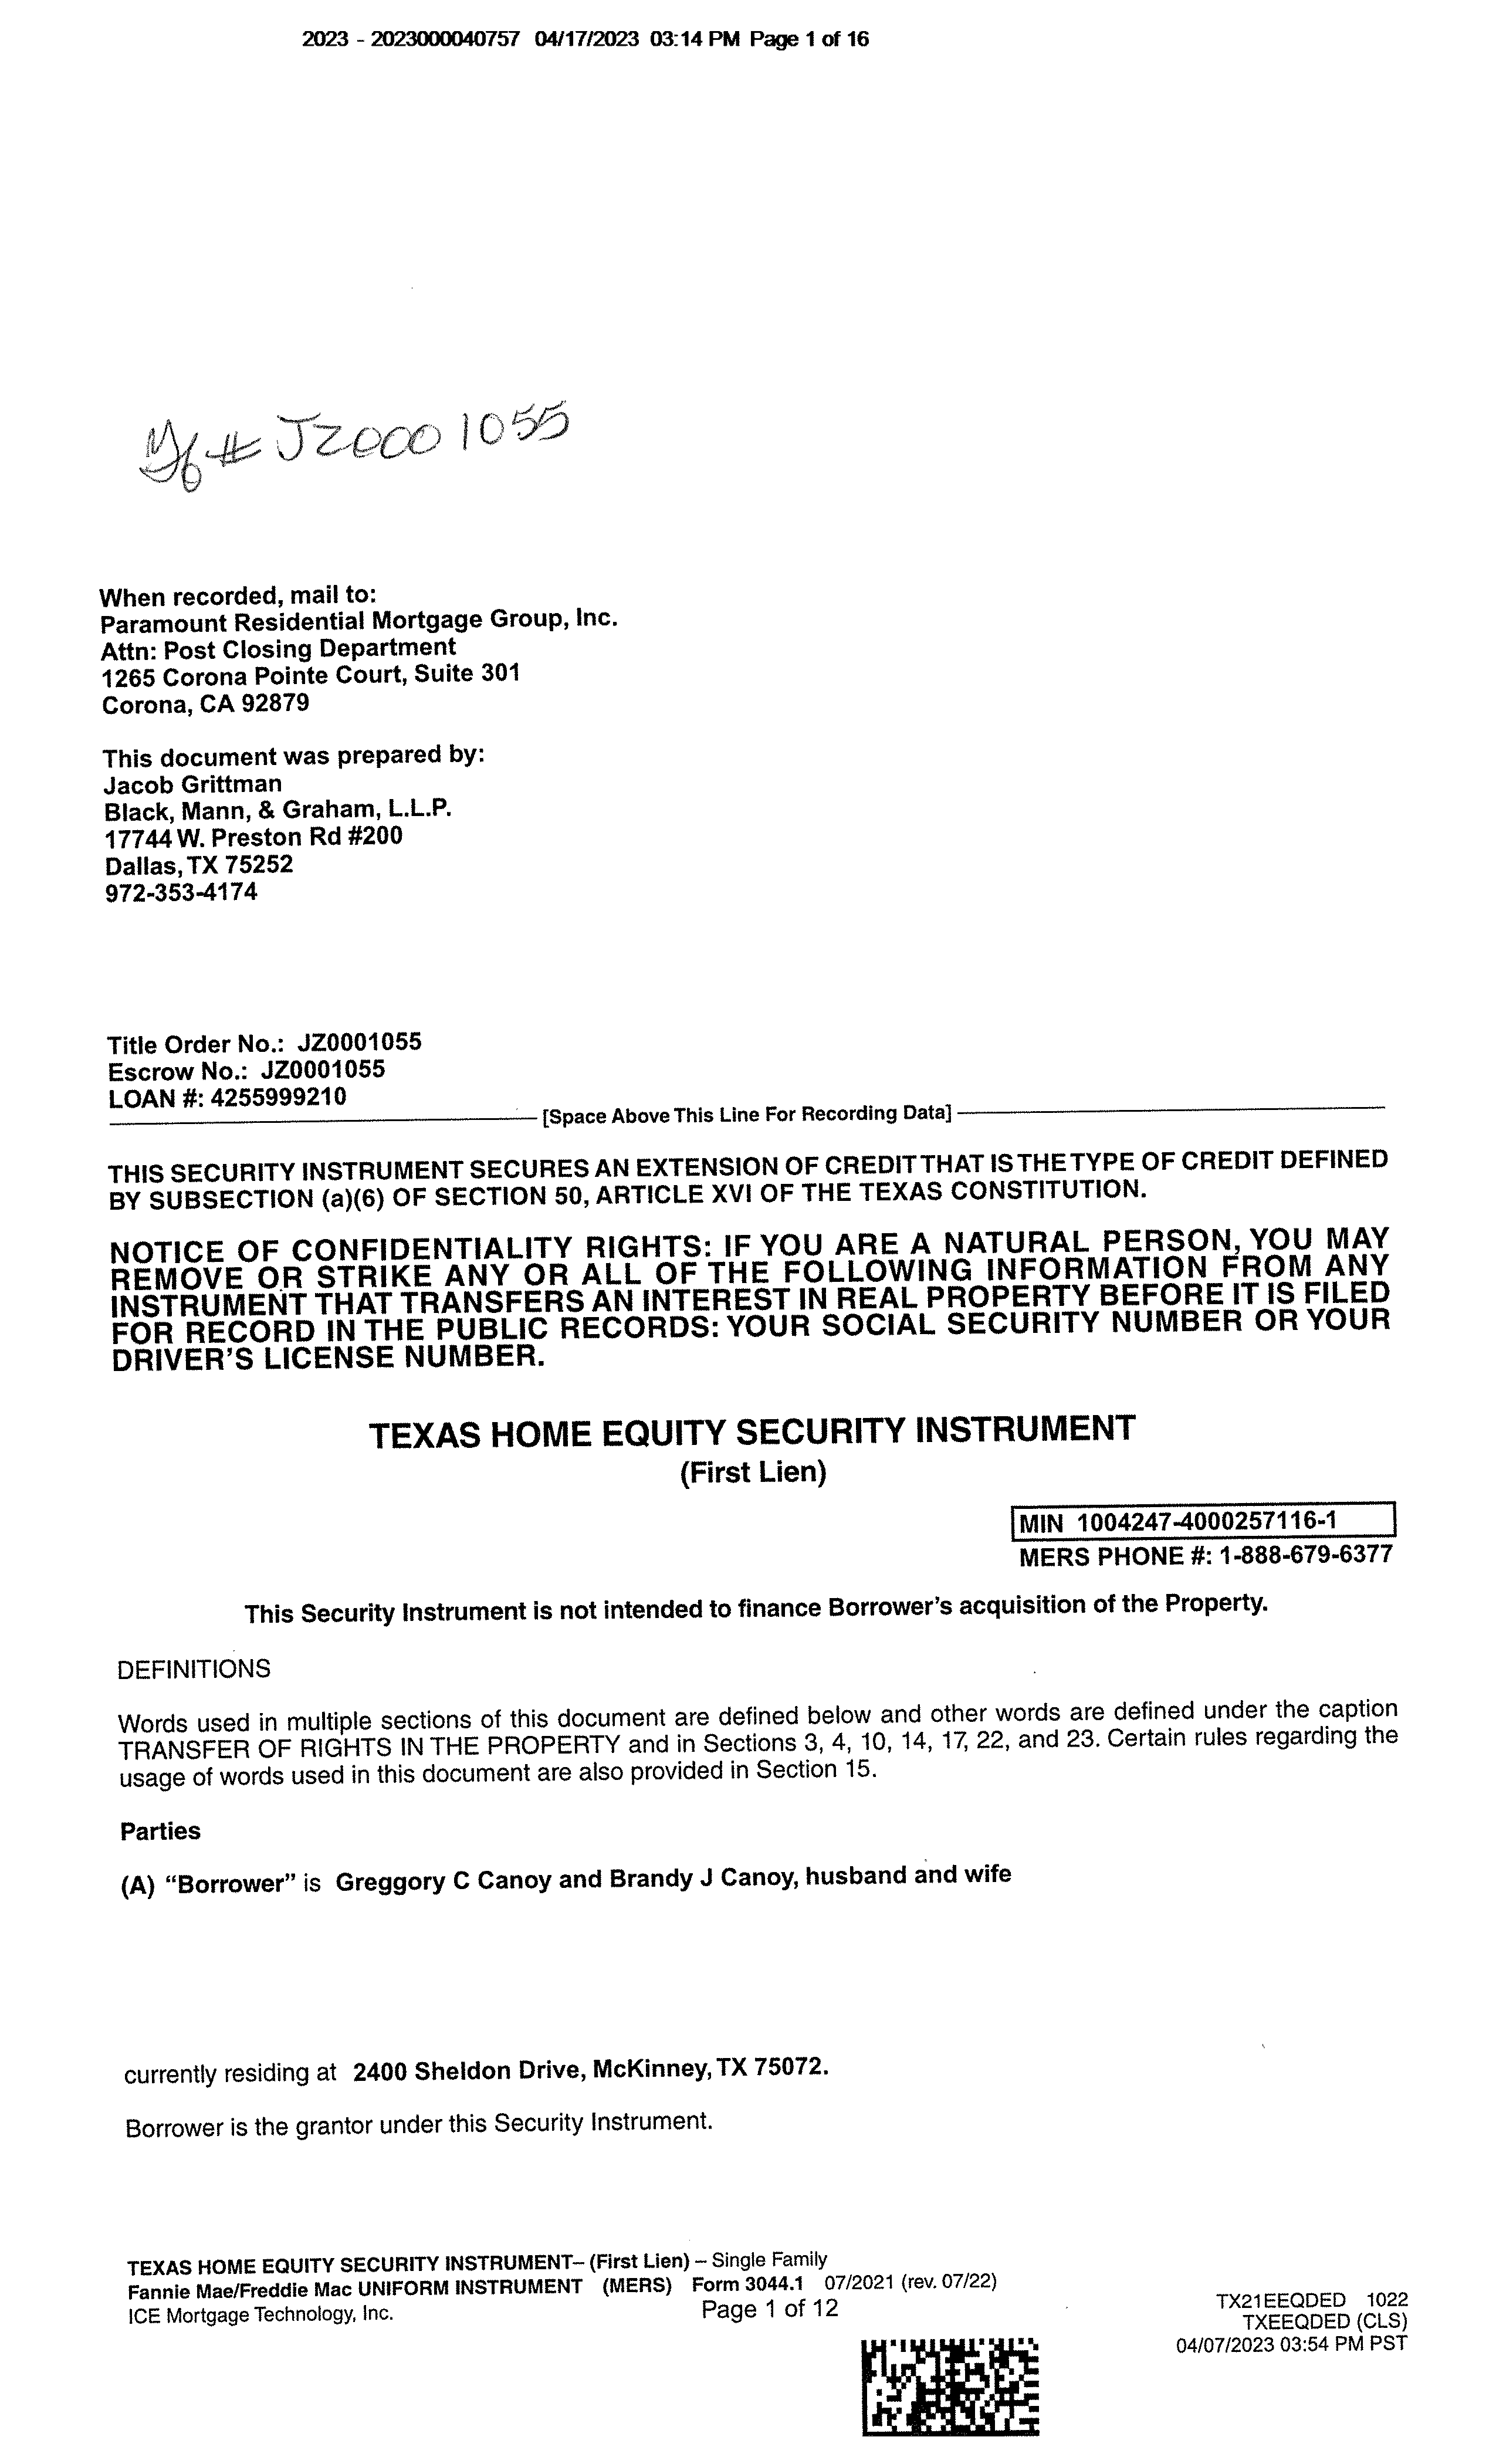 2023 - 2023000040757 04/17/2023 03:14 PM Page 1 of 16
# JZ0001055
When recorded, mail to:
Paramount Residential Mortgage Group, Inc.
Attn: Post Closing Department
1265 Corona Pointe Court, Suite 301
Corona, CA 92879
This document was prepared by:
Jacob Grittman
Black, Mann, & Graham, L.L.P.
17744 W. Preston Rd #200
Dallas, TX 75252
972-353-4174
Title Order No.: JZ0001055
Escrow No.: JZ0001055
LOAN #: 4255999210
[Space Above This Line For Recording Data]
THIS SECURITY INSTRUMENT SECURES AN EXTENSION OF CREDIT THAT IS THE TYPE OF CREDIT DEFINED
BY SUBSECTION (a)(6) OF SECTION 50, ARTICLE XVI OF THE TEXAS CONSTITUTION.
NOTICE OF CONFIDENTIALITY RIGHTS: IF YOU ARE A NATURAL PERSON, YOU MAY
REMOVE OR STRIKE ANY OR ALL OF THE FOLLOWING INFORMATION FROM ANY
INSTRUMENT THAT TRANSFERS AN INTEREST IN REAL PROPERTY BEFORE IT IS FILED
FOR RECORD IN THE PUBLIC RECORDS: YOUR SOCIAL SECURITY NUMBER OR YOUR
DRIVER'S LICENSE NUMBER.
TEXAS HOME EQUITY SECURITY INSTRUMENT
(First Lien)
MIN 1004247-4000257116-1
MERS PHONE #: 1-888-679-6377
This Security Instrument is not intended to finance Borrower's acquisition of the Property.
DEFINITIONS
Words used in multiple sections of this document are defined below and other words are defined under the caption
TRANSFER OF RIGHTS IN THE PROPERTY and in Sections 3, 4, 10, 14, 17, 22, and 23. Certain rules regarding the
usage of words used in this document are also provided in Section 15.
Parties
(A) "Borrower" is Greggory C Canoy and Brandy J Canoy, husband and wife
currently residing at 2400 Sheldon Drive, McKinney, TX 75072.
Borrower is the grantor under this Security Instrument.
TEXAS HOME EQUITY SECURITY INSTRUMENT– (First Lien) – Single Family
Fannie Mae/Freddie Mac UNIFORM INSTRUMENT (MERS) Form 3044.1 07/2021 (rev. 07/22)
ICE Mortgage Technology, Inc. Page 1 of 12
TX21EEQDED 1022
TXEEQDED (CLS)
04/07/2023 03:54 PM PST